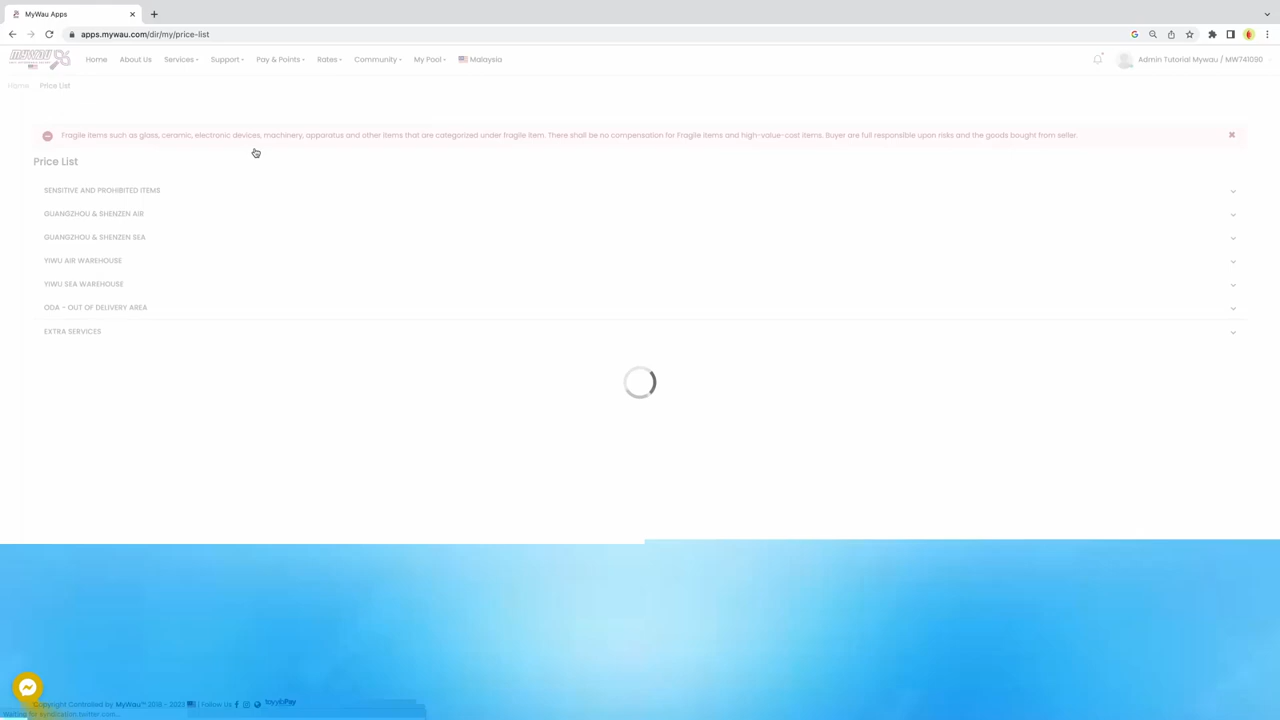 MyWau Apps
apps.mywau.com/dir/my/price-list
MYWAU
Home
About Us
Services
Support
Pay & Points
Rates
Community
My Pool
Malaysia
Admin Tutorial Mywau / MW741090
Home
Price List
Fragile items such as glass, ceramic, electronic devices, machinery, apparatus and other items that are categorized under fragile item. There shall be no compensation for Fragile items and high-value-cost items. Buyer are full responsible upon risks and the goods bought from seller.
Price List
SENSITIVE AND PROHIBITED ITEMS
GUANGZHOU & SHENZEN AIR
GUANGZHOU & SHENZEN SEA
YIWU AIR WAREHOUSE
YIWU SEA WAREHOUSE
ODA - OUT OF DELIVERY AREA
EXTRA SERVICES
Copyright Controlled by MyWau™ 2018 - 2023 | Follow Us
tayyibPay
Waiting for syndication.twitter.com...